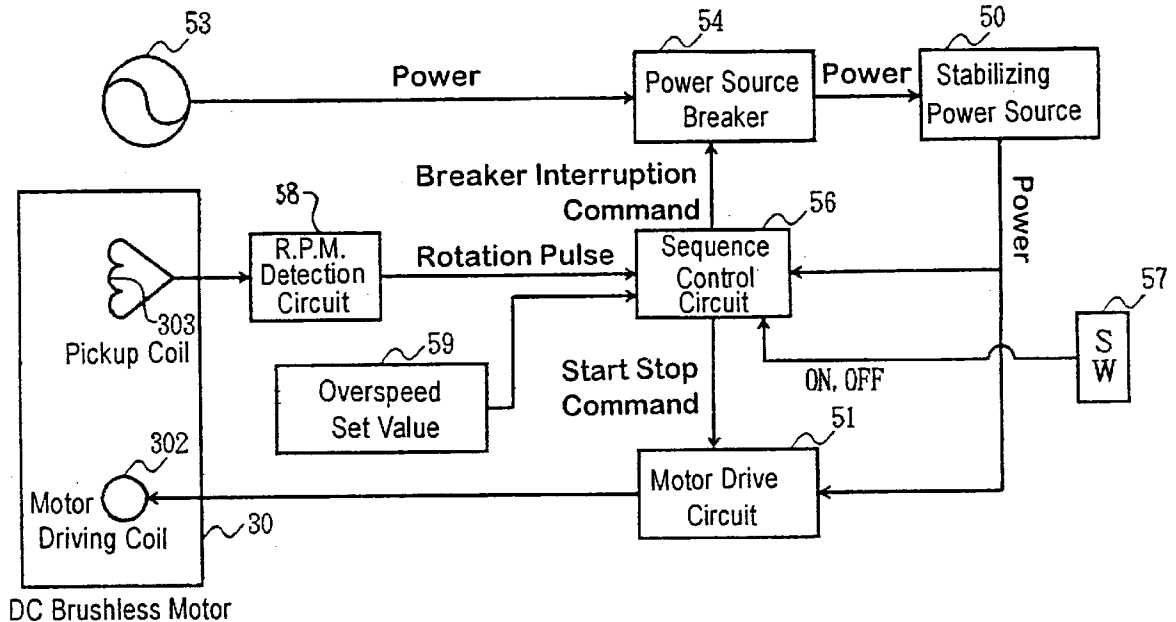 53
54
50
Power
Power Source
Breaker
Power
Stabilizing
Power Source
Breaker Interruption
Command
Power
58
56
R.P.M.
Detection
Circuit
Rotation Pulse
Sequence
Control
Circuit
57
303
Pickup Coil
S
W
59
Overspeed
Set Value
Start Stop
Command
ON, OFF
51
302
Motor
Driving Coil
Motor Drive
Circuit
30
DC Brushless Motor